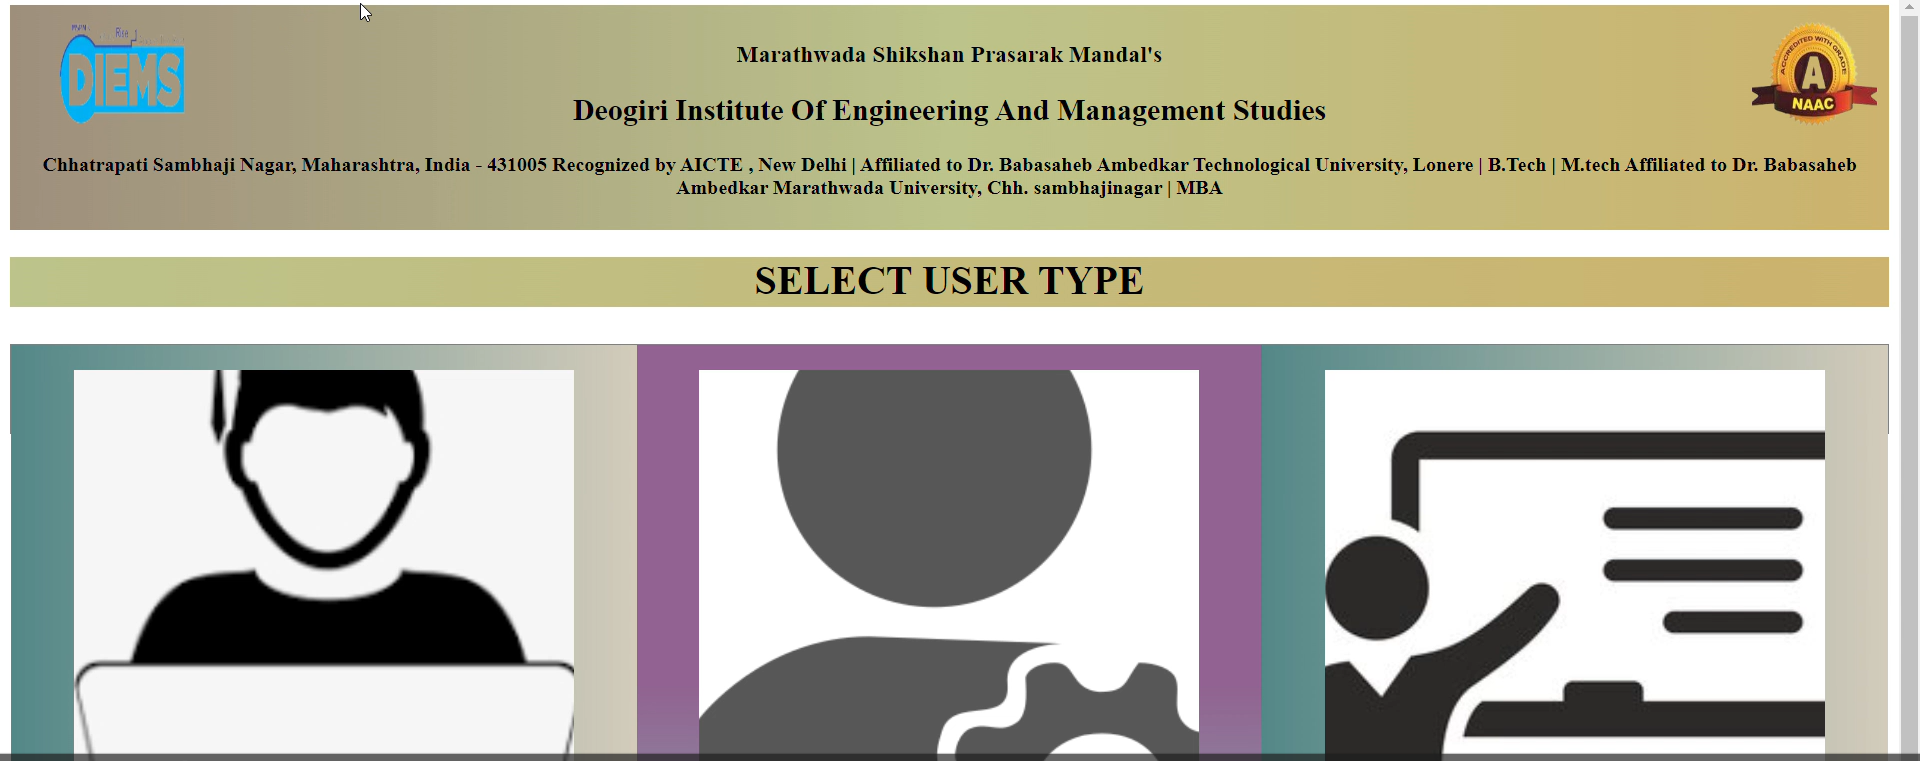 Rise
DIEMS
Marathwada Shikshan Prasarak Mandal's
ACCREDITED WITH GRADE
A
NAAC
Deogiri Institute Of Engineering And Management Studies
Chhatrapati Sambhaji Nagar, Maharashtra, India - 431005 Recognized by AICTE , New Delhi | Affiliated to Dr. Babasaheb Ambedkar Technological University, Lonere | B.Tech | M.tech Affiliated to Dr. Babasaheb
Ambedkar Marathwada University, Chh. sambhajinagar | MBA
SELECT USER TYPE